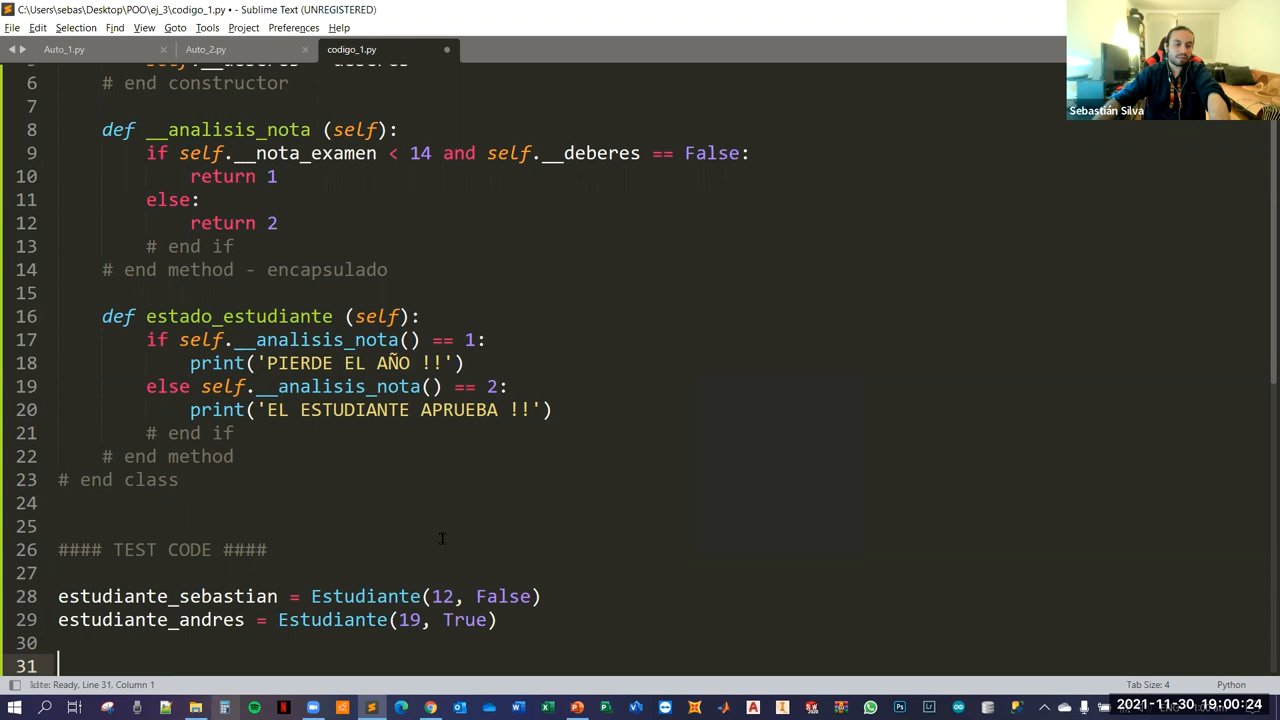 C:\Users\sebas\Desktop\POO\ej_3\codigo_1.py • - Sublime Text (UNREGISTERED)
File Edit Selection Find View Goto Tools Project Preferences Help
Auto_1.py Auto_2.py codigo_1.py
Sebastián Silva
6 # end constructor
7
8 def __analisis_nota (self):
9 if self.__nota_examen < 14 and self.__deberes == False:
10 return 1
11 else:
12 return 2
13 # end if
14 # end method - encapsulado
15
16 def estado_estudiante (self):
17 if self.__analisis_nota() == 1:
18 print('PIERDE EL AÑO !!')
19 else self.__analisis_nota() == 2:
20 print('EL ESTUDIANTE APRUEBA !!')
21 # end if
22 # end method
23 # end class
24
25
26 #### TEST CODE ####
27
28 estudiante_sebastian = Estudiante(12, False)
29 estudiante_andres = Estudiante(19, True)
30
31
Ready, Line 31, Column 1 Tab Size: 4 Python
2021-11-30 19:00:24